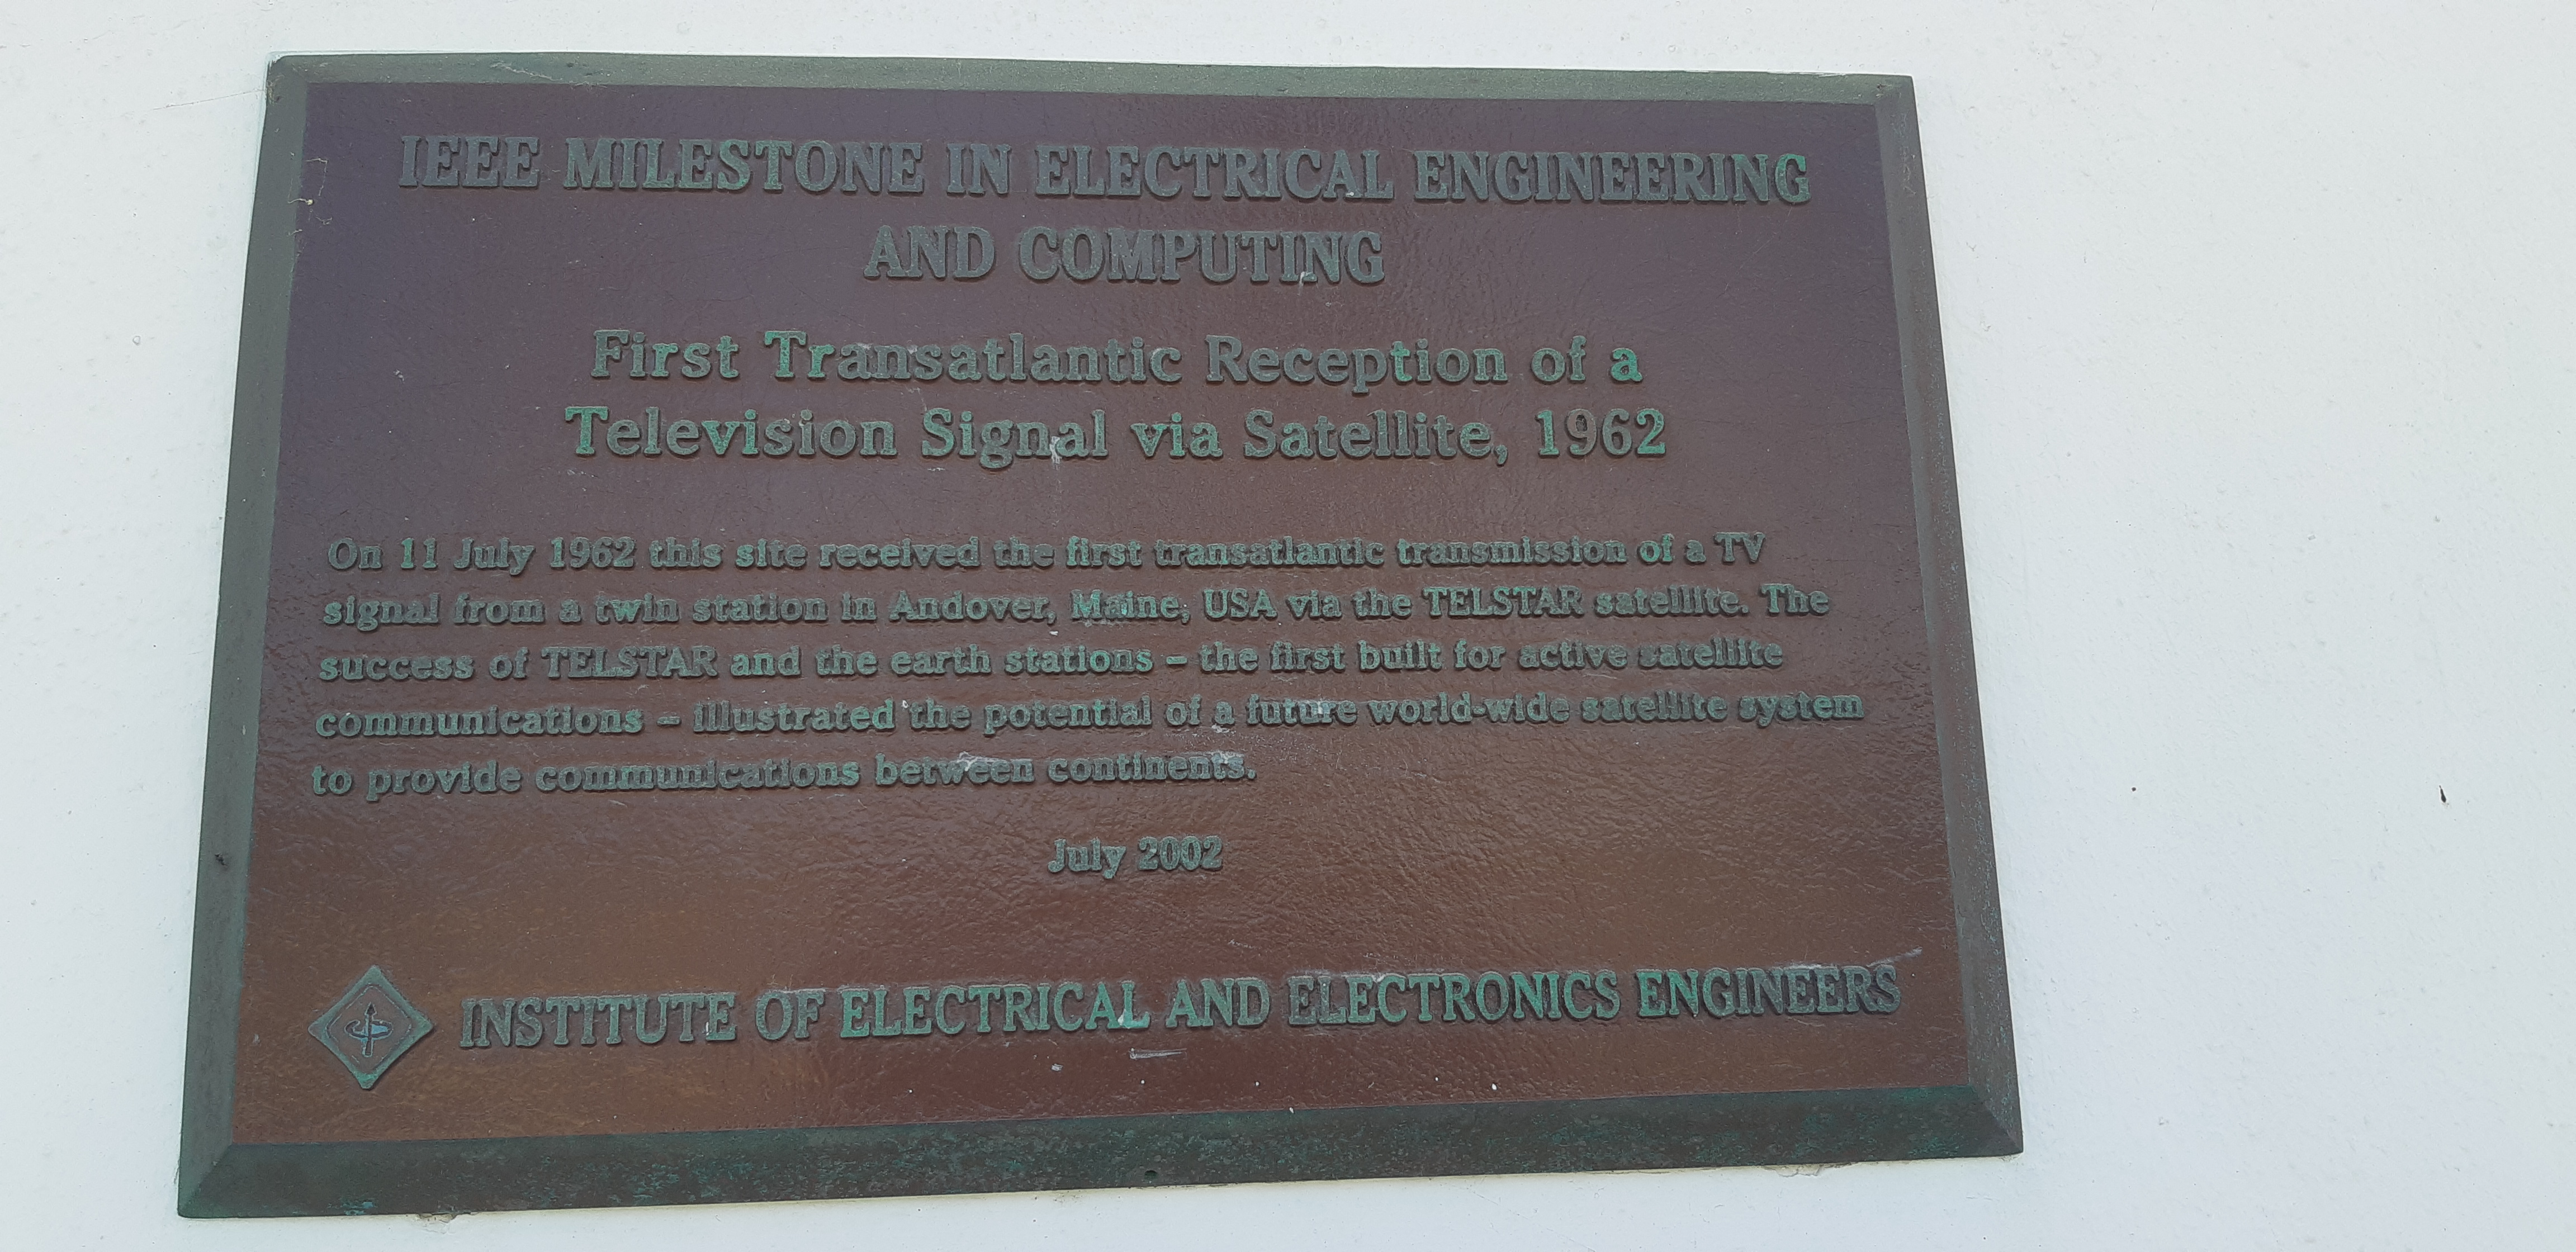 IEEE MILESTONE IN ELECTRICAL ENGINEERING
AND COMPUTING
First Transatlantic Reception of a
Television Signal via Satellite, 1962
On 11 July 1962 this site received the first transatlantic transmission of a TV
signal from a twin station in Andover, Maine, USA via the TELSTAR satellite. The
success of TELSTAR and the earth stations – the first built for active satellite
communications – illustrated the potential of a future world-wide satellite system
to provide communications between continents.
July 2002
INSTITUTE OF ELECTRICAL AND ELECTRONICS ENGINEERS